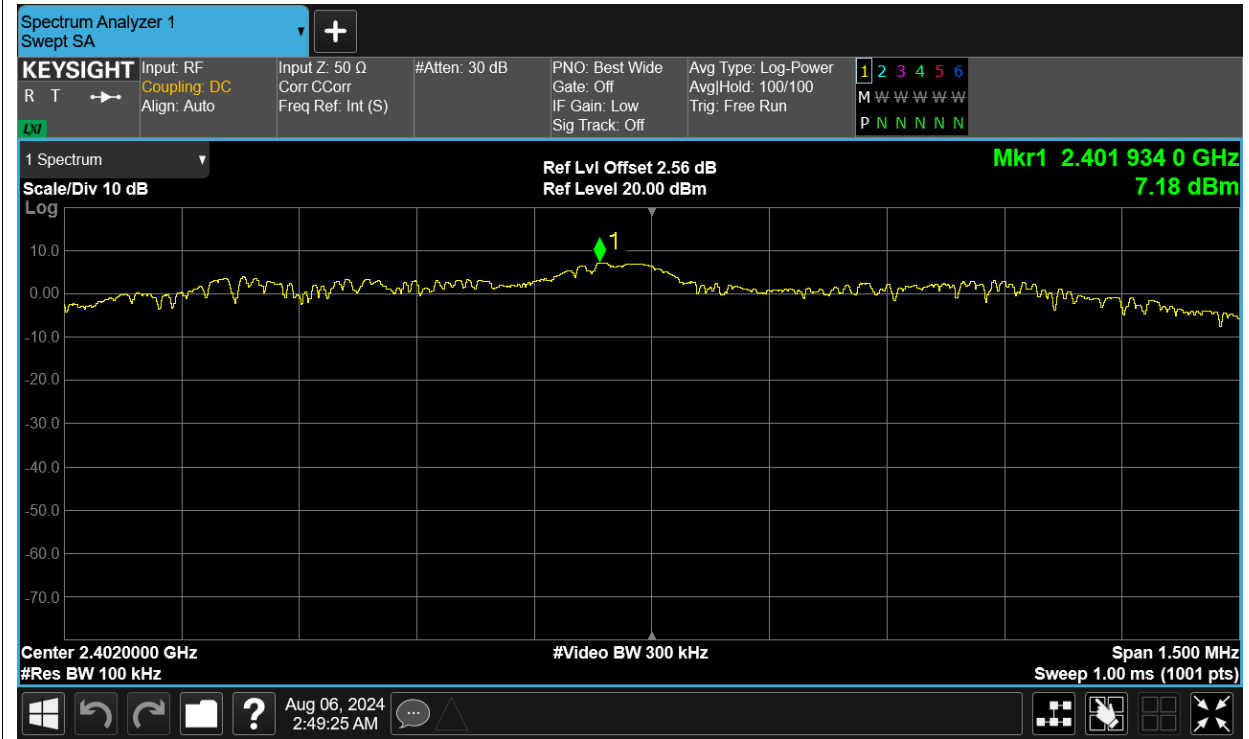 Spectrum Analyzer 1
Swept SA
KEYSIGHT
R T
LXI
Input: RF
Coupling: DC
Align: Auto
Input Z: 50 Ω
Corr CCorr
Freq Ref: Int (S)
#Atten: 30 dB
PNO: Best Wide
Gate: Off
IF Gain: Low
Sig Track: Off
Avg Type: Log-Power
Avg|Hold: 100/100
Trig: Free Run
1 2 3 4 5 6
M W W W W W
P N N N N N
1 Spectrum
Scale/Div 10 dB
Log
Ref Lvl Offset 2.56 dB
Ref Level 20.00 dBm
Mkr1 2.401 934 0 GHz
7.18 dBm
1
10.0
0.00
-10.0
-20.0
-30.0
-40.0
-50.0
-60.0
-70.0
Center 2.4020000 GHz
#Res BW 100 kHz
#Video BW 300 kHz
Span 1.500 MHz
Sweep 1.00 ms (1001 pts)
?
Aug 06, 2024
2:49:25 AM